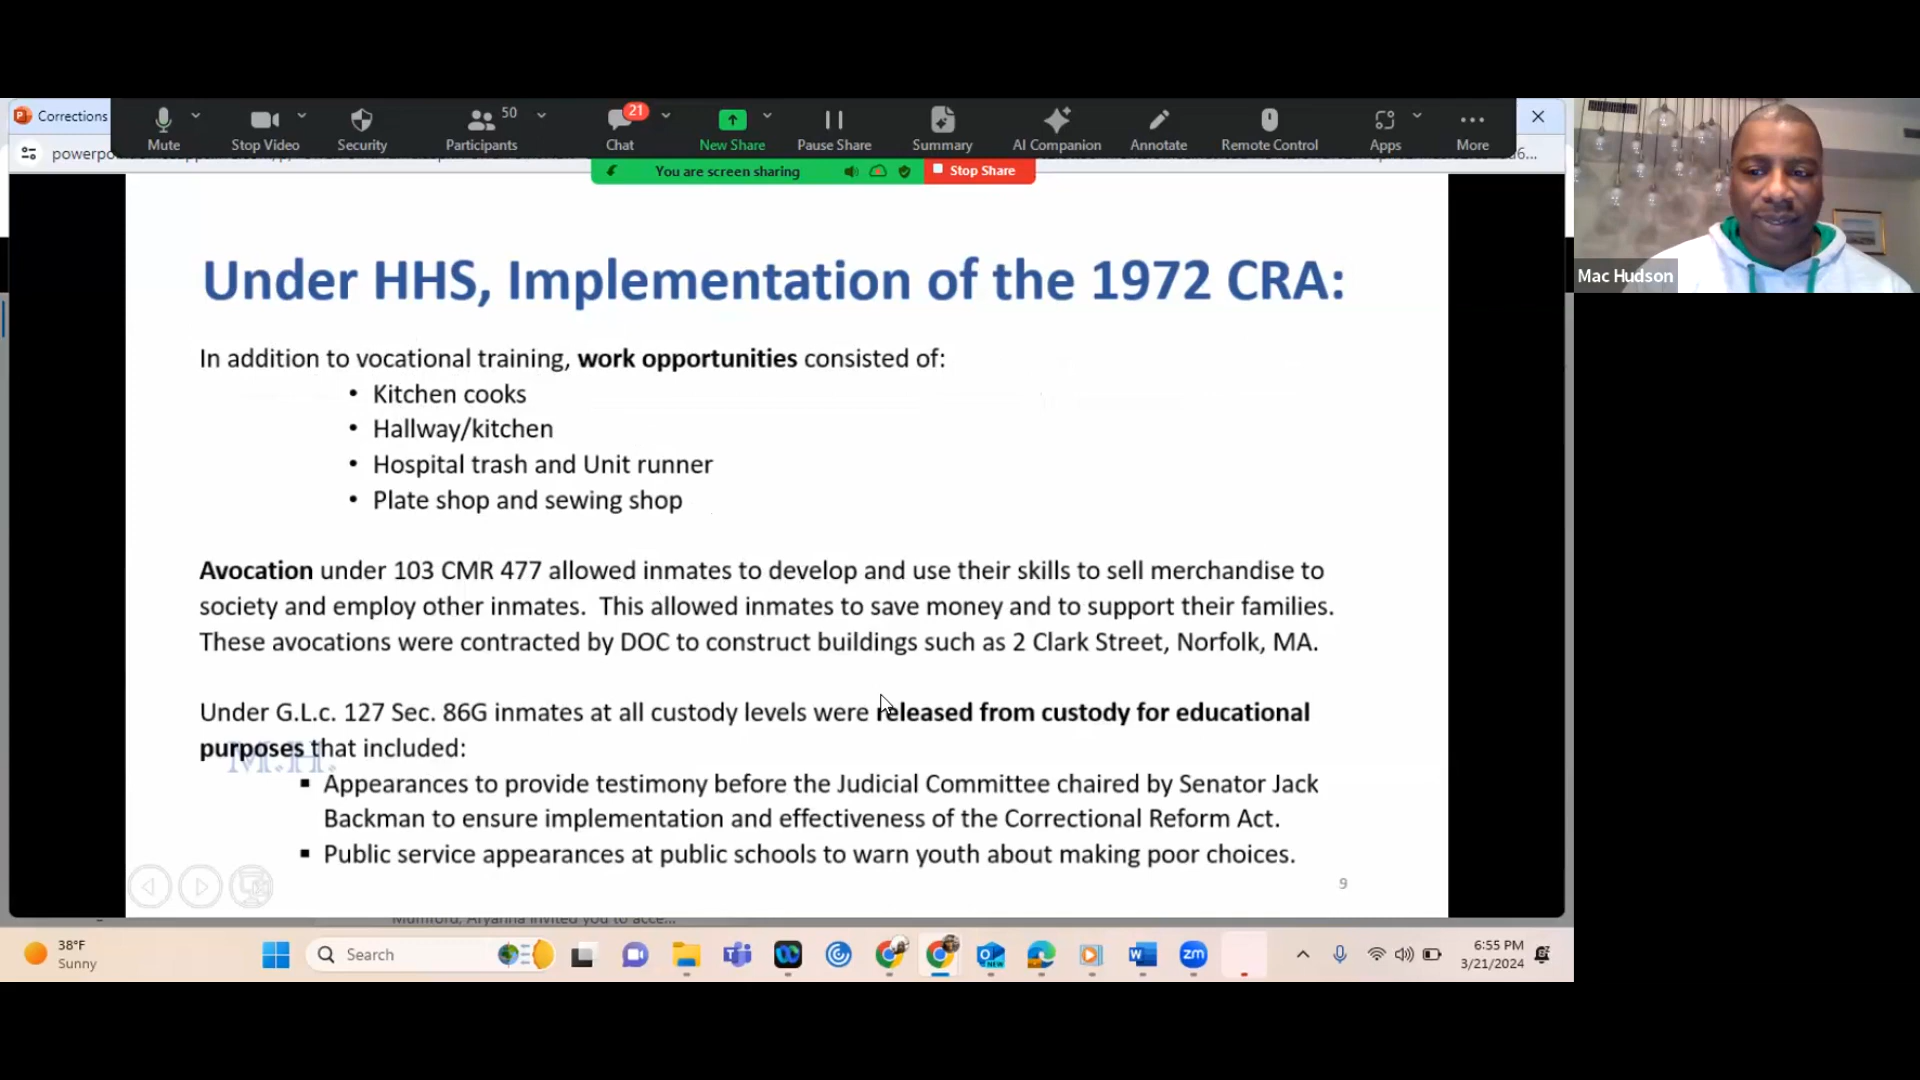 Corrections
Mute
Stop Video
Security
50
Participants
21
Chat
New Share
Pause Share
Summary
AI Companion
Annotate
Remote Control
Apps
More
You are screen sharing
Stop Share
Mac Hudson
Under HHS, Implementation of the 1972 CRA:
In addition to vocational training, work opportunities consisted of:
• Kitchen cooks
• Hallway/kitchen
• Hospital trash and Unit runner
• Plate shop and sewing shop
Avocation under 103 CMR 477 allowed inmates to develop and use their skills to sell merchandise to
society and employ other inmates. This allowed inmates to save money and to support their families.
These avocations were contracted by DOC to construct buildings such as 2 Clark Street, Norfolk, MA.
Under G.L.c. 127 Sec. 86G inmates at all custody levels were released from custody for educational
purposes that included:
M.H.
▪ Appearances to provide testimony before the Judicial Committee chaired by Senator Jack
Backman to ensure implementation and effectiveness of the Correctional Reform Act.
▪ Public service appearances at public schools to warn youth about making poor choices.
9
38°F
Sunny
Search
NEW
zm
6:55 PM
3/21/2024